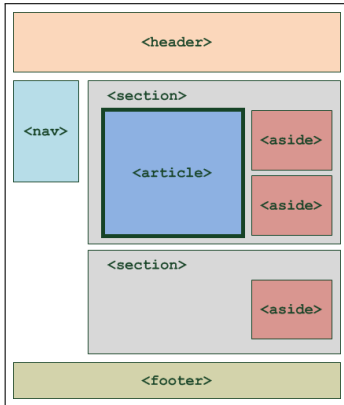 <header>
<nav>
<section>
<article>
<aside>
<aside>
<section>
<aside>
<footer>